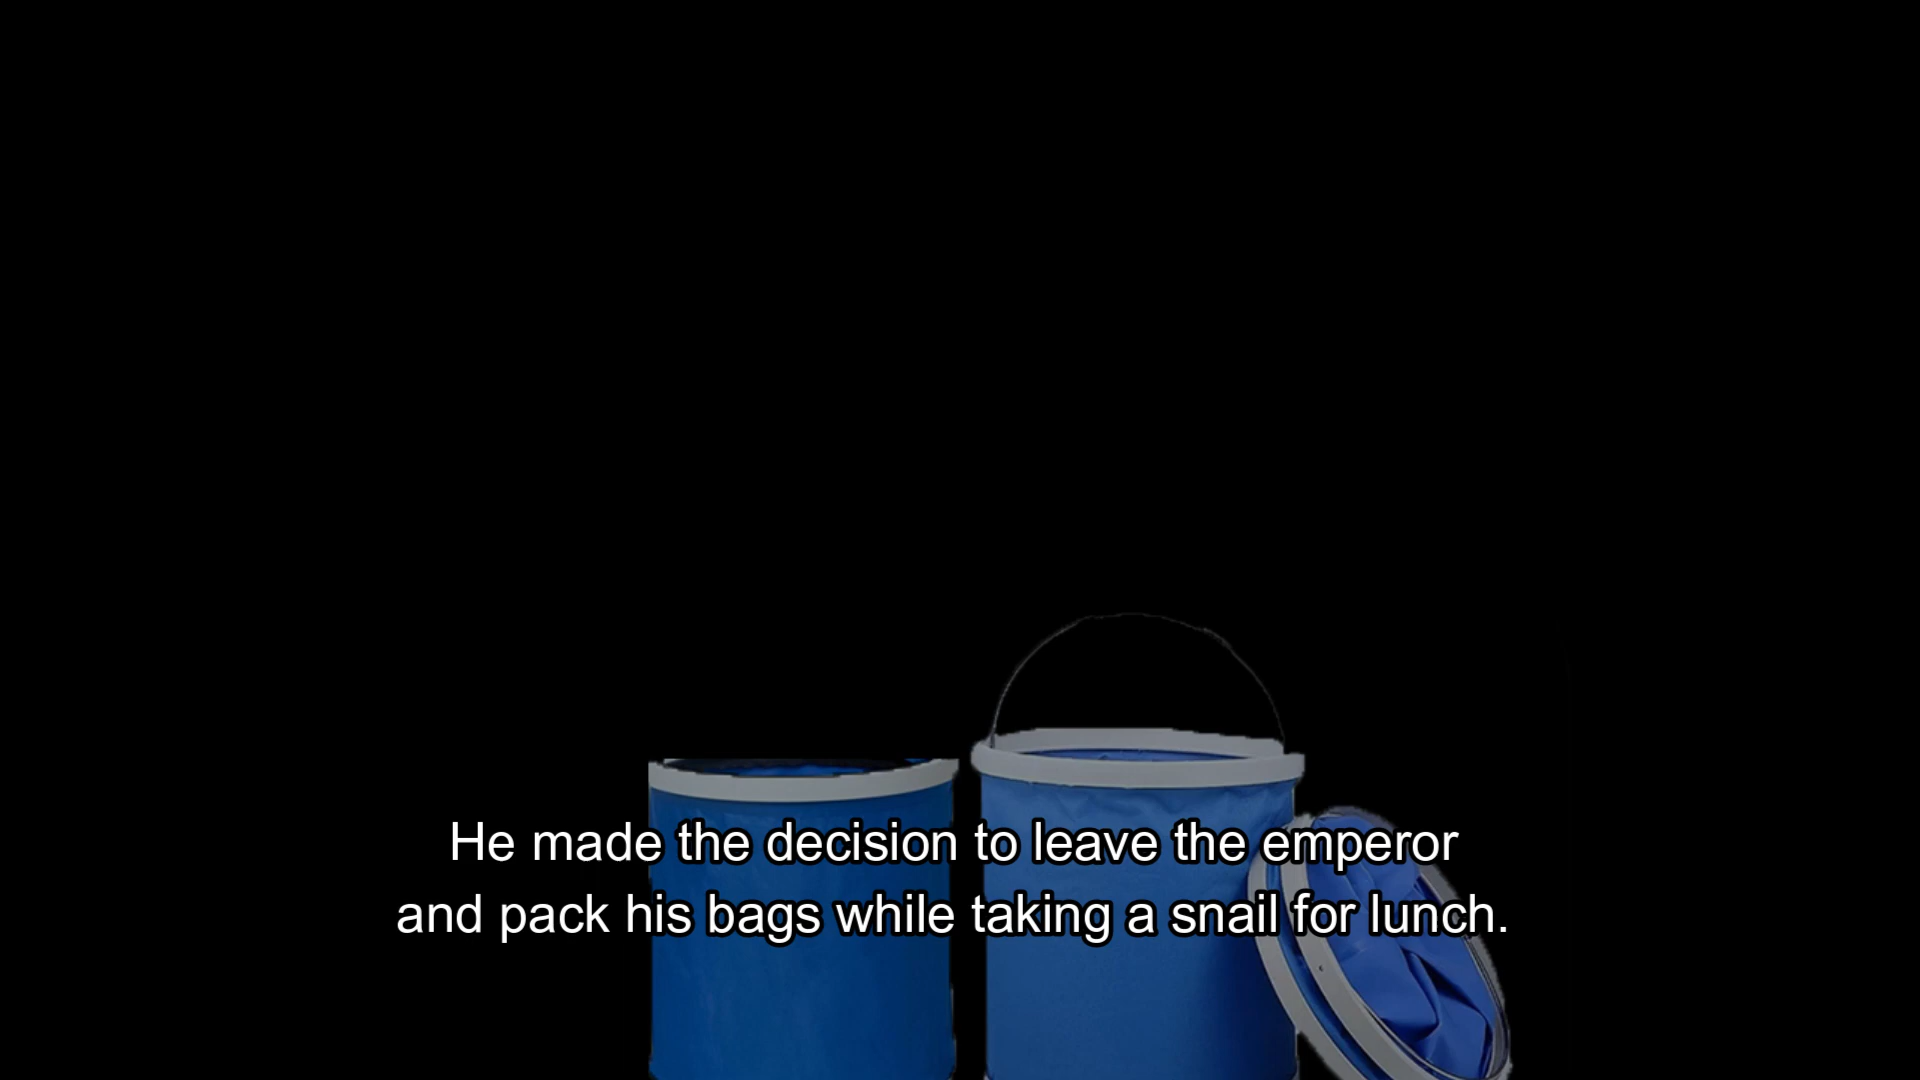 He made the decision to leave the emperor
and pack his bags while taking a snail for lunch.